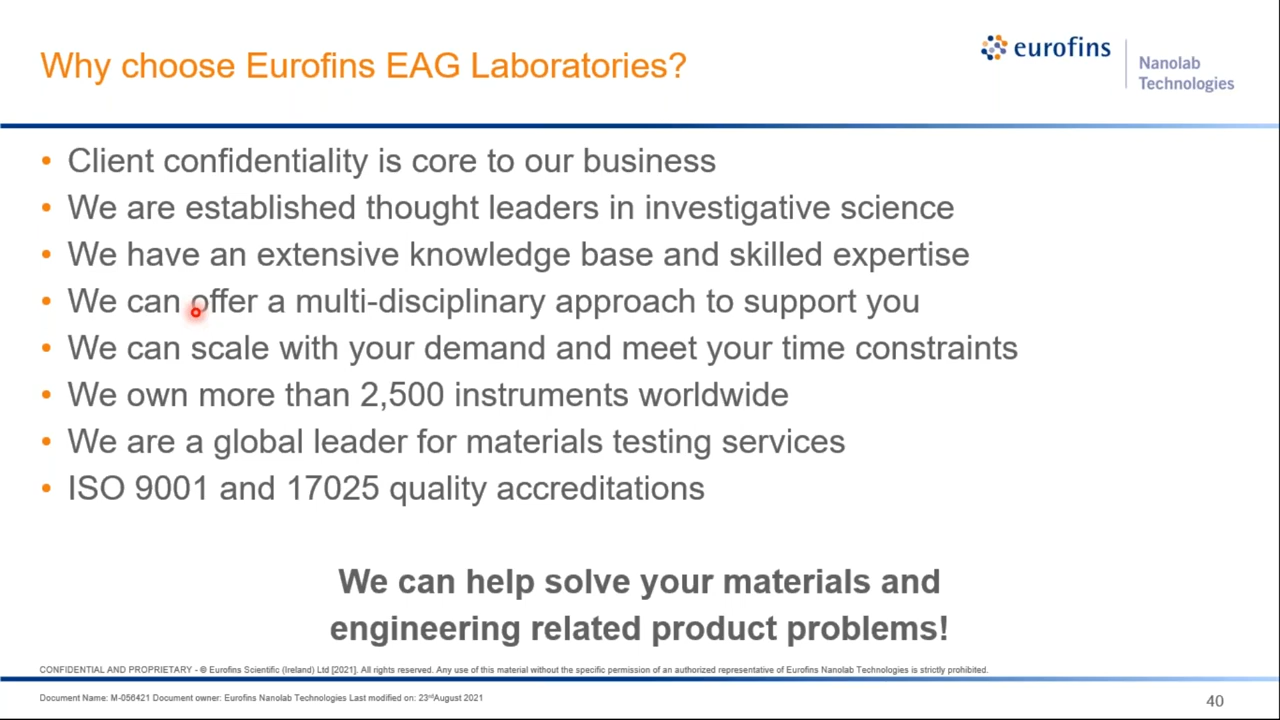 Why choose Eurofins EAG Laboratories?
eurofins
Nanolab
Technologies
• Client confidentiality is core to our business
• We are established thought leaders in investigative science
• We have an extensive knowledge base and skilled expertise
• We can offer a multi-disciplinary approach to support you
• We can scale with your demand and meet your time constraints
• We own more than 2,500 instruments worldwide
• We are a global leader for materials testing services
• ISO 9001 and 17025 quality accreditations
We can help solve your materials and
engineering related product problems!
CONFIDENTIAL AND PROPRIETARY - © Eurofins Scientific (Ireland) Ltd [2021]. All rights reserved. Any use of this material without the specific permission of an authorized representative of Eurofins Nanolab Technologies is strictly prohibited.
Document Name: M-056421 Document owner: Eurofins Nanolab Technologies Last modified on: 23rdAugust 2021
40